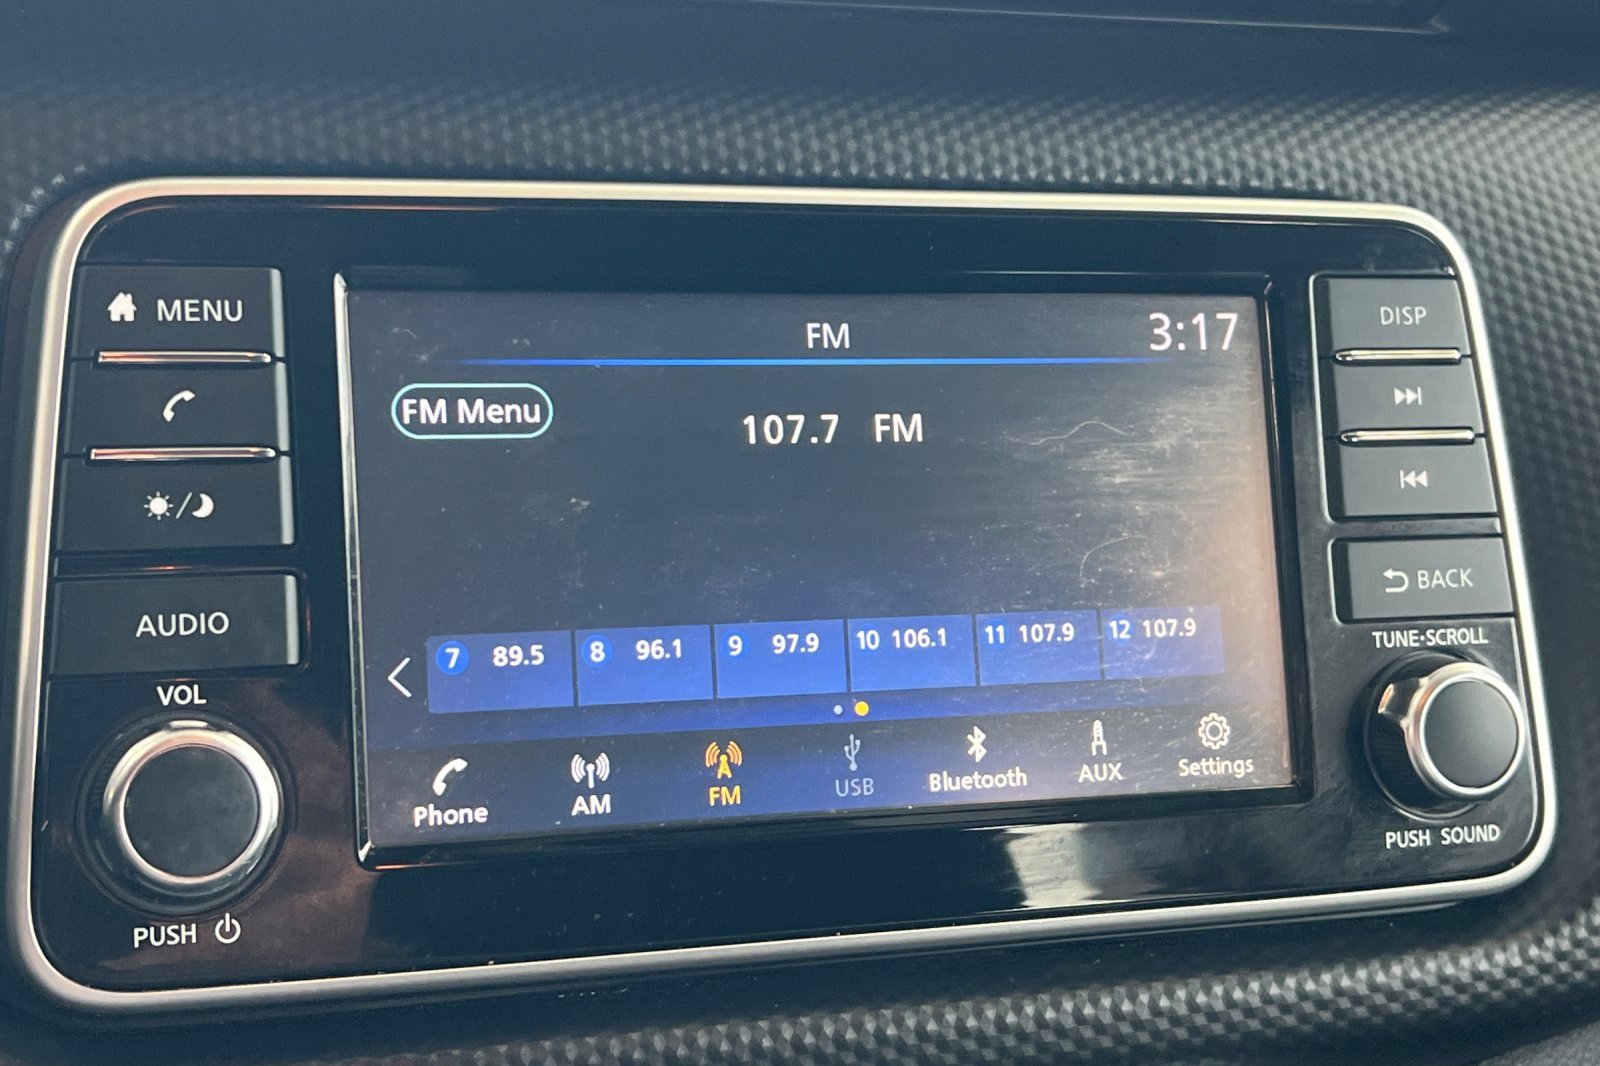 MENU
AUDIO
VOL
PUSH
FM
3:17
FM Menu
107.7 FM
7 89.5
8 96.1
9 97.9
10 106.1
11 107.9
12 107.9
Phone
AM
FM
USB
Bluetooth
AUX
Settings
DISP
BACK
TUNE·SCROLL
PUSH SOUND